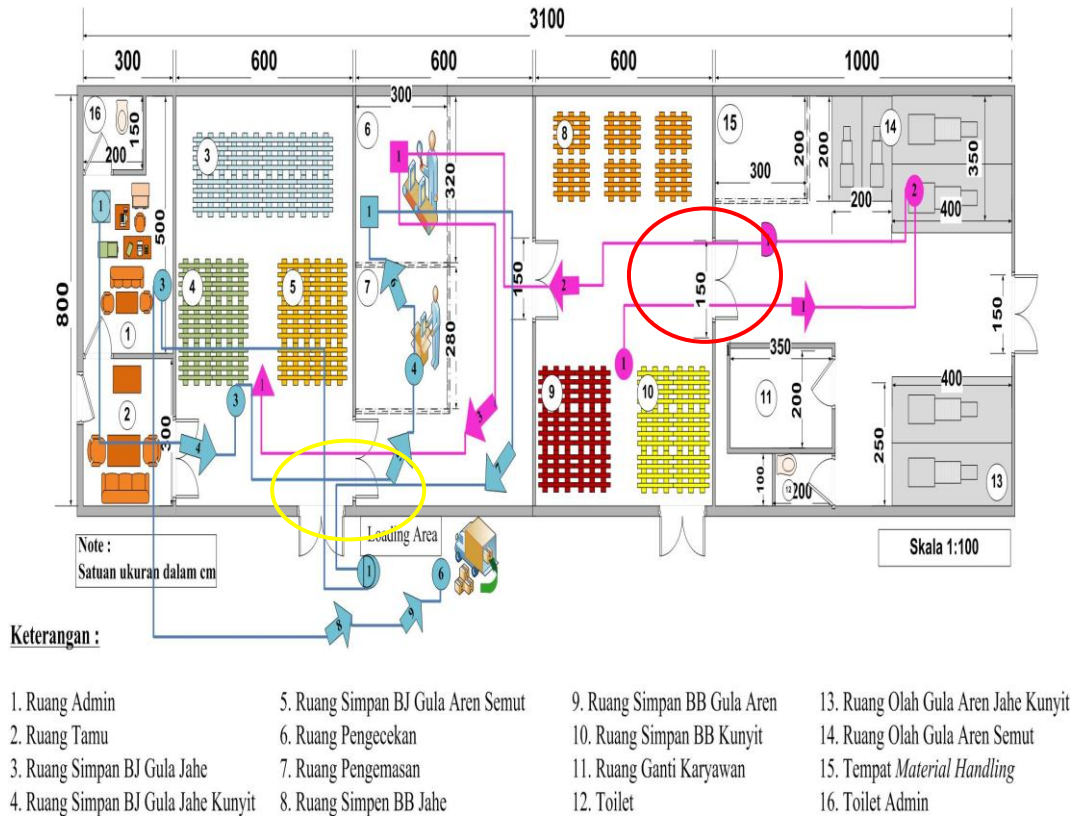 3100
300 600 600 600 1000
300
16
150
200
3
6
8
15
14
1
1
320
200
200
350
300
2
1
200
400
500
3
800
4
5
7
150
2
150
1
150
1
280
4
1
350
400
2
300
3
1
3
9
10
11
200
250
4
100
12
200
13
Note :
Satuan ukuran dalam cm
Loading Area
1
6
Skala 1:100
8
9
Keterangan :
1. Ruang Admin
2. Ruang Tamu
3. Ruang Simpan BJ Gula Jahe
4. Ruang Simpan BJ Gula Jahe Kunyit
5. Ruang Simpan BJ Gula Aren Semut
6. Ruang Pengecekan
7. Ruang Pengemasan
8. Ruang Simpen BB Jahe
9. Ruang Simpan BB Gula Aren
10. Ruang Simpan BB Kunyit
11. Ruang Ganti Karyawan
12. Toilet
13. Ruang Olah Gula Aren Jahe Kunyit
14. Ruang Olah Gula Aren Semut
15. Tempat Material Handling
16. Toilet Admin